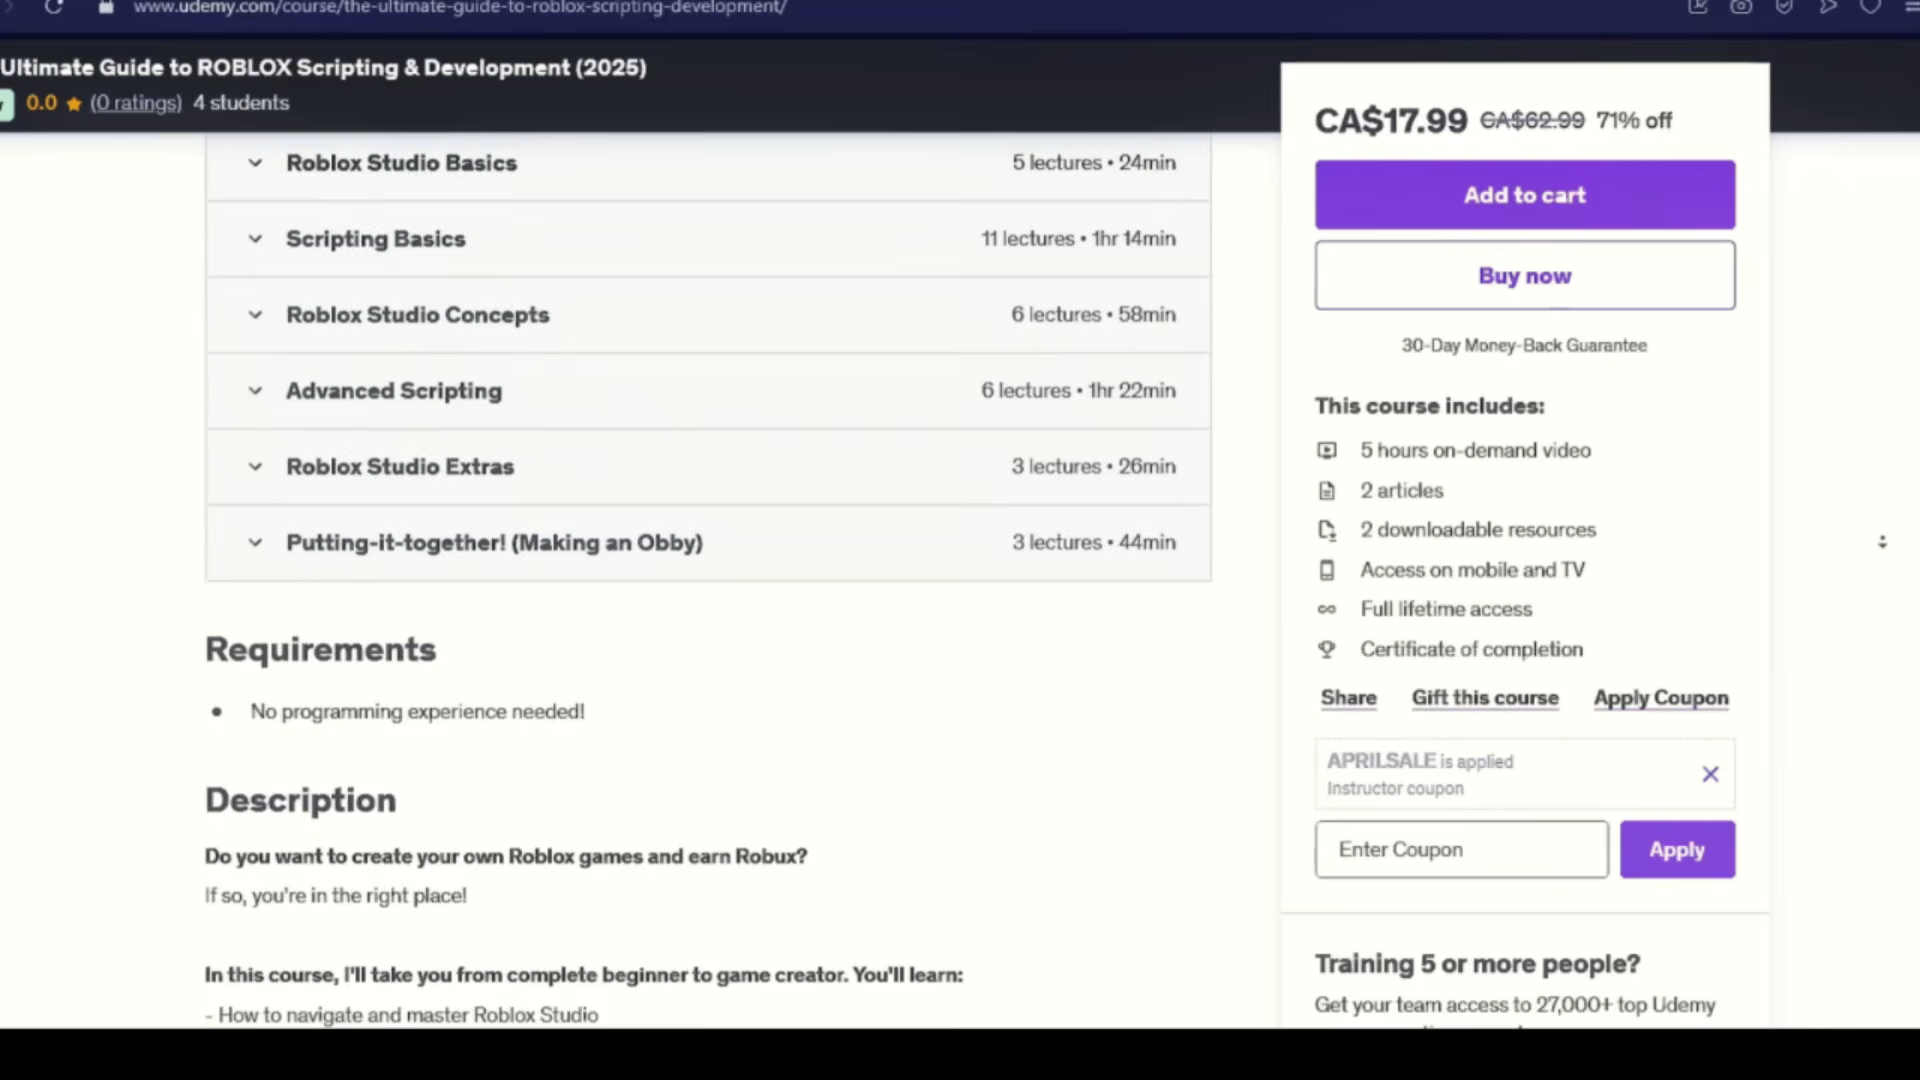 www.udemy.com/course/the-ultimate-guide-to-roblox-scripting-development/
Ultimate Guide to ROBLOX Scripting & Development (2025)
0.0 (0 ratings) 4 students
Roblox Studio Basics 5 lectures • 24min
Scripting Basics 11 lectures • 1hr 14min
Roblox Studio Concepts 6 lectures • 58min
Advanced Scripting 6 lectures • 1hr 22min
Roblox Studio Extras 3 lectures • 26min
Putting-it-together! (Making an Obby) 3 lectures • 44min
Requirements
• No programming experience needed!
Description
Do you want to create your own Roblox games and earn Robux?
If so, you're in the right place!
In this course, I'll take you from complete beginner to game creator. You'll learn:
- How to navigate and master Roblox Studio
CA$17.99 CA$62.99 71% off
Add to cart
Buy now
30-Day Money-Back Guarantee
This course includes:
5 hours on-demand video
2 articles
2 downloadable resources
Access on mobile and TV
Full lifetime access
Certificate of completion
Share Gift this course Apply Coupon
APRILSALE is applied
Instructor coupon
Enter Coupon Apply
Training 5 or more people?
Get your team access to 27,000+ top Udemy